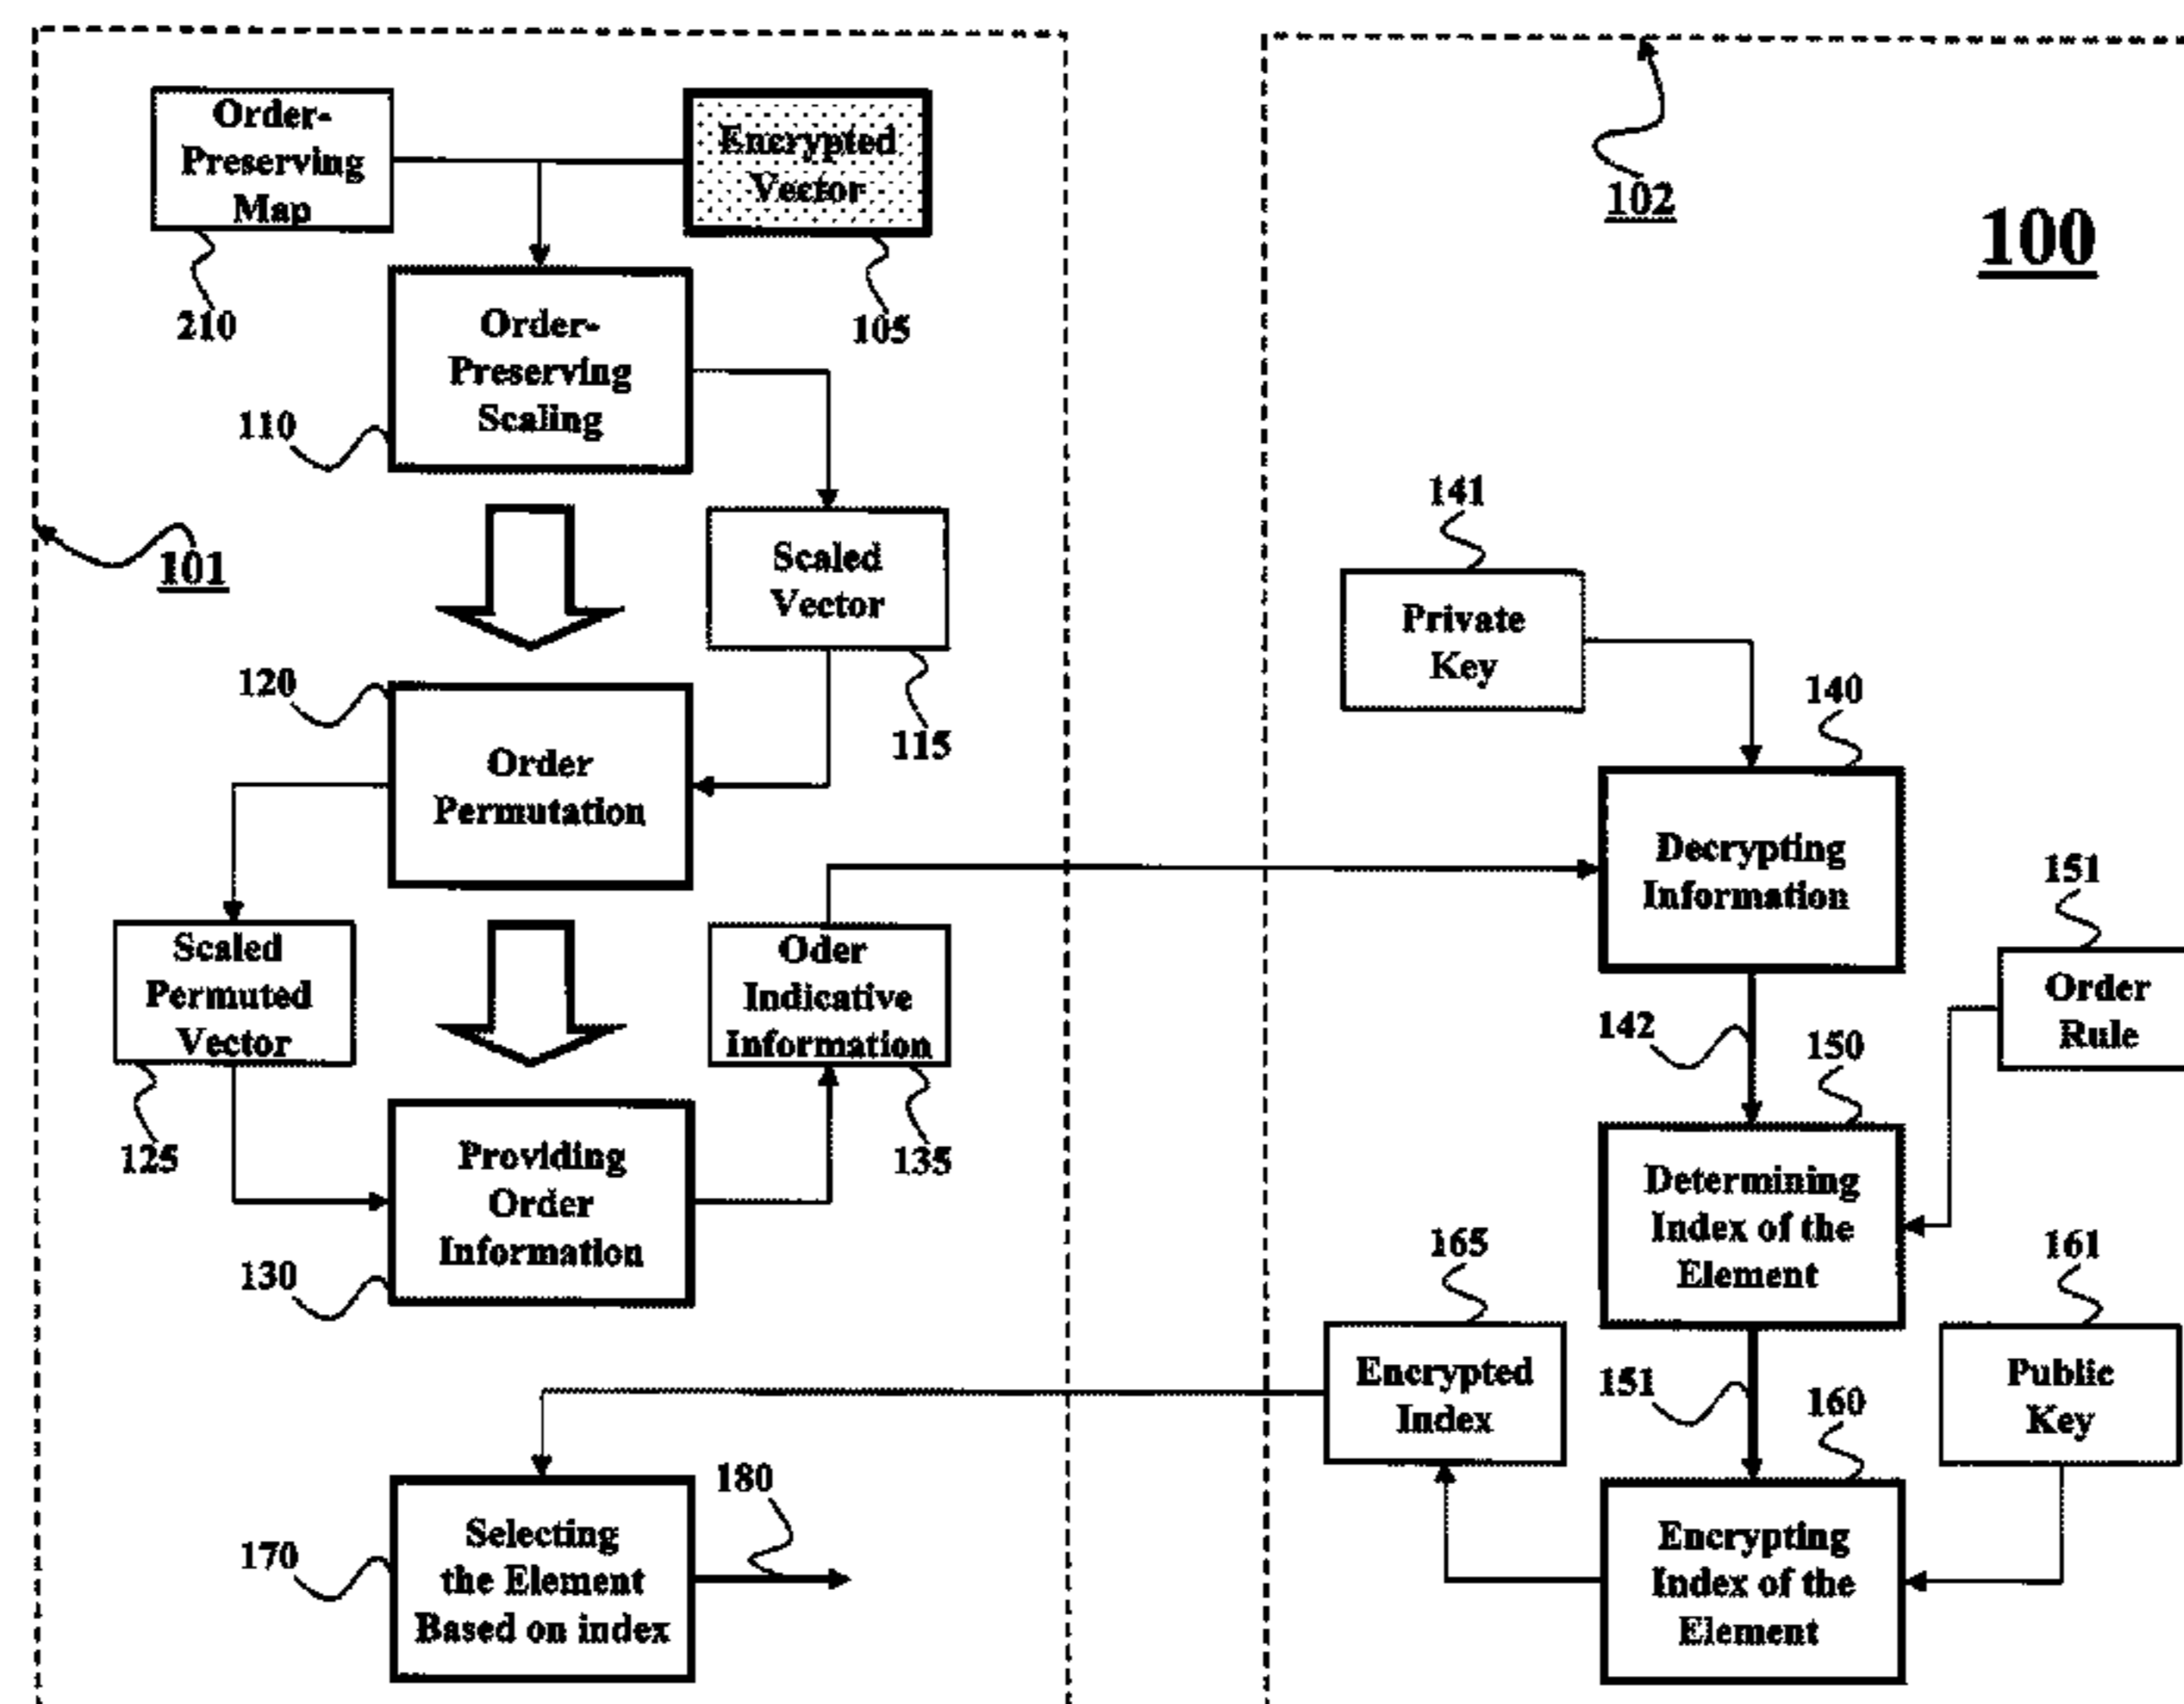 Order-
Preserving
Map
Encrypted
Vector
210
105
102
100
Order-
Preserving
Scaling
110
101
Scaled
Vector
115
120
Order
Permutation
Scaled
Permuted
Vector
125
Oder
Indicative
Information
135
Providing
Order
Information
130
Selecting
the Element
Based on index
170
180
141
Private
Key
140
Decrypting
Information
151
Order
Rule
142
150
Determining
Index of the
Element
165
Encrypted
Index
161
Public
Key
151
160
Encrypting
Index of the
Element